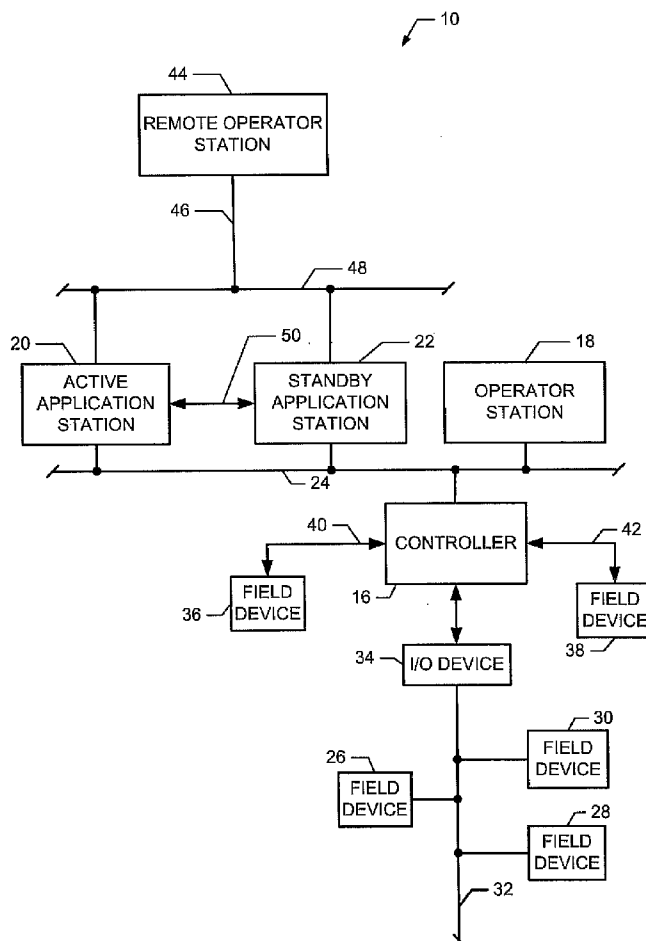 10
44
REMOTE OPERATOR
STATION
46
48
20
50
22
18
ACTIVE
APPLICATION
STATION
STANDBY
APPLICATION
STATION
OPERATOR
STATION
24
40
CONTROLLER
42
36
FIELD
DEVICE
16
FIELD
DEVICE
38
34
I/O DEVICE
30
FIELD
DEVICE
26
FIELD
DEVICE
28
FIELD
DEVICE
32